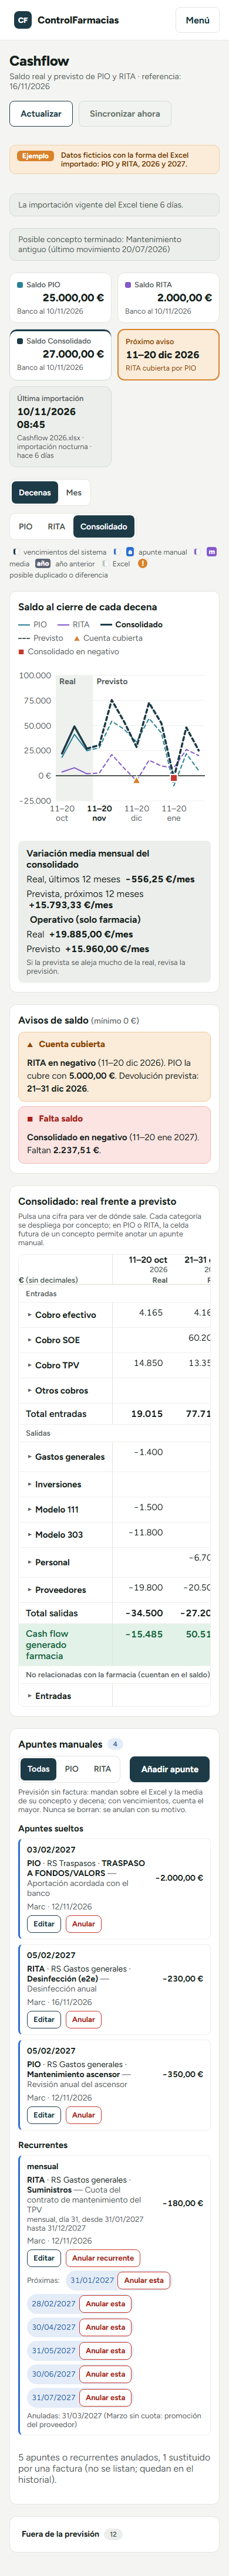 CF ControlFarmacias Menú
Cashflow
Saldo real y previsto de PIO y RITA · referencia:
16/11/2026
Actualizar Sincronizar ahora
Ejemplo Datos ficticios con la forma del Excel
importado: PIO y RITA, 2026 y 2027.
La importación vigente del Excel tiene 6 días.
Posible concepto terminado: Mantenimiento
antiguo (último movimiento 20/07/2026)
Saldo PIO
25.000,00 €
Banco al 10/11/2026
Saldo RITA
2.000,00 €
Banco al 10/11/2026
Saldo Consolidado
27.000,00 €
Banco al 10/11/2026
Próximo aviso
11–20 dic 2026
RITA cubierta por PIO
Última importación
10/11/2026
08:45
Cashflow 2026.xlsx ·
importación nocturna ·
hace 6 días
Decenas Mes
PIO RITA Consolidado
vencimientos del sistema a apunte manual m
media año año anterior Excel !
posible duplicado o diferencia
Saldo al cierre de cada decena
PIO RITA Consolidado
Previsto Cuenta cubierta
Consolidado en negativo
100.000 Real Previsto
75.000
50.000
25.000
0 €
−25.000
11–20 11–20 11–20 11–20
oct nov dic ene
Variación media mensual del
consolidado
Real, últimos 12 meses −556,25 €/mes
Prevista, próximos 12 meses
+15.793,33 €/mes
Operativo (solo farmacia)
Real +19.885,00 €/mes
Previsto +15.960,00 €/mes
Si la prevista se aleja mucho de la real, revisa la
previsión.
Avisos de saldo (mínimo 0 €)
Cuenta cubierta
RITA en negativo (11–20 dic 2026). PIO la
cubre con 5.000,00 €. Devolución prevista:
21–31 dic 2026.
Falta saldo
Consolidado en negativo (11–20 ene 2027).
Faltan 2.237,51 €.
Consolidado: real frente a previsto
Pulsa una cifra para ver de dónde sale. Cada categoría
se despliega por concepto; en PIO o RITA, la celda
futura de un concepto permite anotar un apunte
manual.
11–20 oct 21–31
2026
€ (sin decimales) Real
Entradas
Cobro efectivo 4.165
Cobro SOE
Cobro TPV 14.850
Otros cobros
Total entradas 19.015
Salidas
Gastos generales −1.400
Inversiones
Modelo 111 −1.500
Modelo 303 −11.800
Personal
Proveedores −19.800
Total salidas −34.500
Cash flow
generado
farmacia −15.485
No relacionadas con la farmacia (cuentan en el saldo)
Entradas
Apuntes manuales 4
Todas PIO RITA Añadir apunte
Previsión sin factura: mandan sobre el Excel y la media
de su concepto y decena; con vencimientos, cuenta el
mayor. Nunca se borran: se anulan con su motivo.
Apuntes sueltos
03/02/2027
PIO · RS Traspasos · TRASPASO
A FONDOS/VALORS —
Aportación acordada con el
banco
−2.000,00 €
Marc · 12/11/2026
Editar Anular
05/02/2027
RITA · RS Gastos generales ·
Desinfección (e2e) —
Desinfección anual
−230,00 €
Marc · 16/11/2026
Editar Anular
05/02/2027
PIO · RS Gastos generales ·
Mantenimiento ascensor —
Revisión anual del ascensor
−350,00 €
Marc · 12/11/2026
Editar Anular
Recurrentes
mensual
RITA · RS Gastos generales ·
Suministros — Cuota del
contrato de mantenimiento del
TPV
−180,00 €
mensual, día 31, desde 31/01/2027
hasta 31/12/2027
Marc · 12/11/2026
Editar Anular recurrente
Próximas: 31/01/2027 Anular esta
28/02/2027 Anular esta
30/04/2027 Anular esta
31/05/2027 Anular esta
30/06/2027 Anular esta
31/07/2027 Anular esta
Anuladas: 31/03/2027 (Marzo sin cuota: promoción
del proveedor)
5 apuntes o recurrentes anulados, 1 sustituido
por una factura (no se listan; quedan en el
historial).
Fuera de la previsión 12